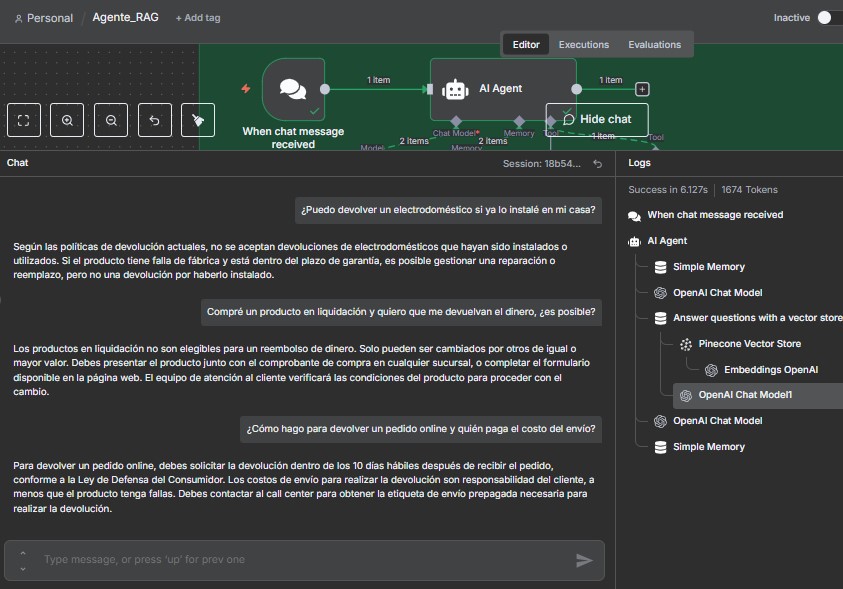 Personal / Agente_RAG + Add tag Inactive
Editor Executions Evaluations
1 item
AI Agent
1 item
Hide chat
When chat message
received
Chat Model* Memory Tool
2 items 2 items 1 item Tool
Model Memory
Chat
Session: 18b54...
¿Puedo devolver un electrodoméstico si ya lo instalé en mi casa?
Según las políticas de devolución actuales, no se aceptan devoluciones de electrodomésticos que hayan sido instalados o
utilizados. Si el producto tiene falla de fábrica y está dentro del plazo de garantía, es posible gestionar una reparación o
reemplazo, pero no una devolución por haberlo instalado.
Compré un producto en liquidación y quiero que me devuelvan el dinero, ¿es posible?
Los productos en liquidación no son elegibles para un reembolso de dinero. Solo pueden ser cambiados por otros de igual o
mayor valor. Debes presentar el producto junto con el comprobante de compra en cualquier sucursal, o completar el formulario
disponible en la página web. El equipo de atención al cliente verificará las condiciones del producto para proceder con el
cambio.
¿Cómo hago para devolver un pedido online y quién paga el costo del envío?
Para devolver un pedido online, debes solicitar la devolución dentro de los 10 días hábiles después de recibir el pedido,
conforme a la Ley de Defensa del Consumidor. Los costos de envío para realizar la devolución son responsabilidad del cliente, a
menos que el producto tenga fallas. Debes contactar al call center para obtener la etiqueta de envío prepagada necesaria para
realizar la devolución.
Type message, or press 'up' for prev one
Logs
Success in 6.127s | 1674 Tokens
When chat message received
AI Agent
Simple Memory
OpenAI Chat Model
Answer questions with a vector store
Pinecone Vector Store
Embeddings OpenAI
OpenAI Chat Model1
OpenAI Chat Model
Simple Memory